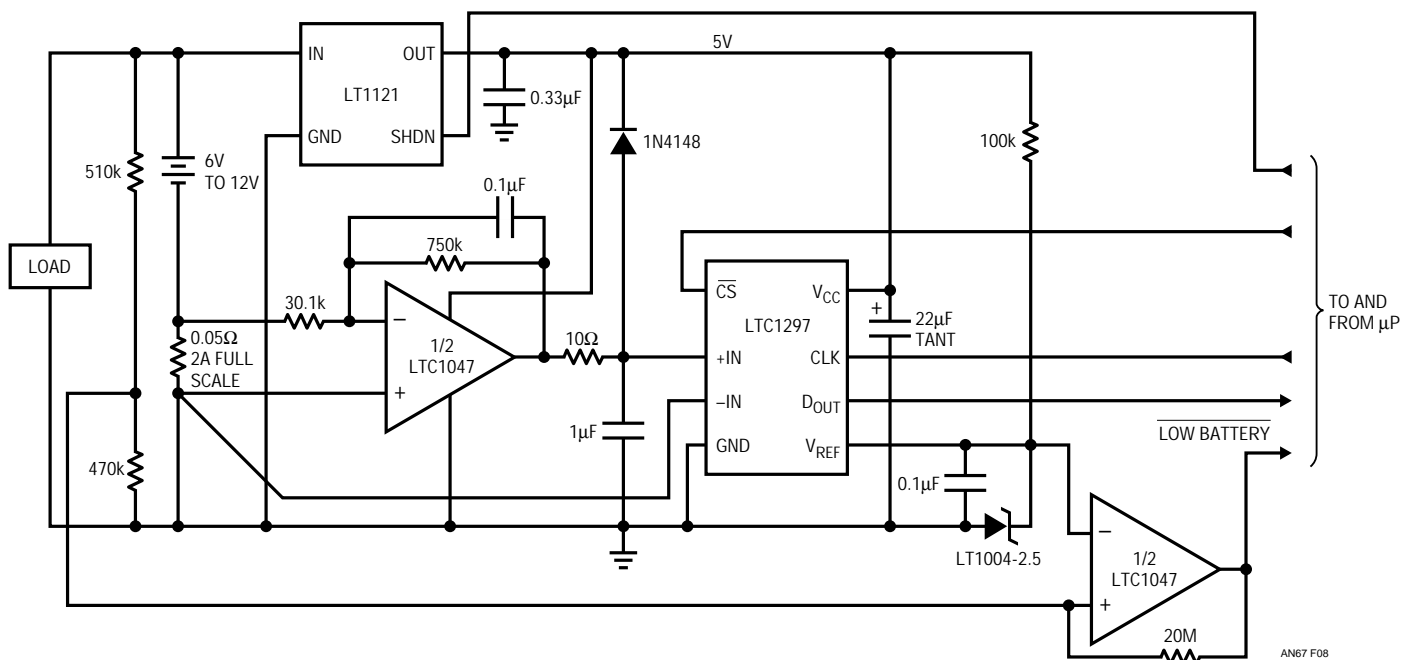 5V
IN
OUT
LT1121
GND
SHDN
0.33µF
1N4148
100k
510k
6V
TO 12V
0.1µF
750k
LOAD
30.1k
–
+
1/2
LTC1047
0.05Ω
2A FULL
SCALE
10Ω
1µF
470k
CS
VCC
LTC1297
+IN
CLK
–IN
DOUT
GND
VREF
+
22µF
TANT
TO AND
FROM µP
LOW BATTERY
0.1µF
LT1004-2.5
–
+
1/2
LTC1047
20M
AN67 F08